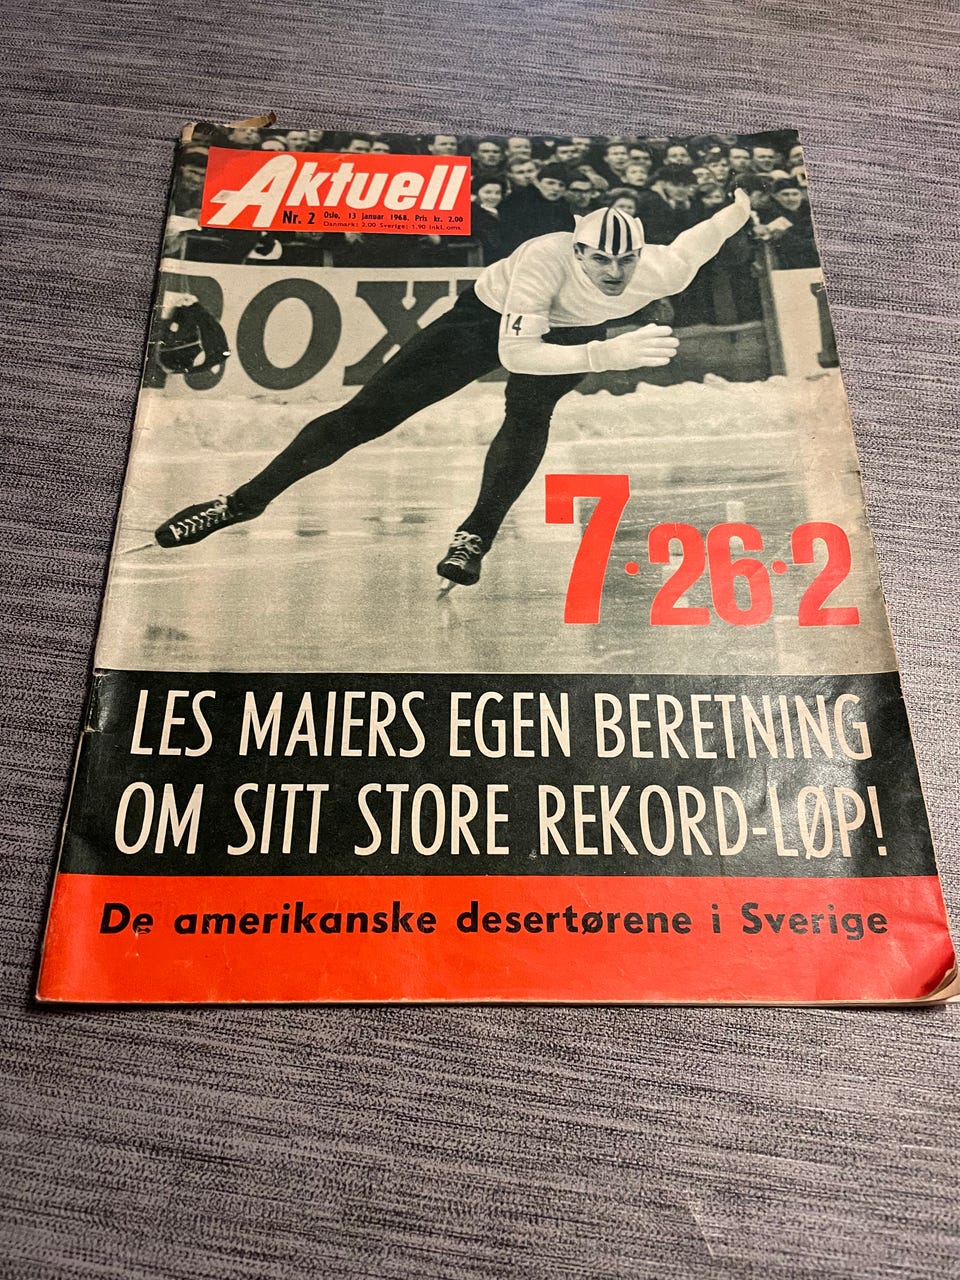 Aktuell
Nr. 2 Oslo, 13 januar 1968. Pris kr. 2.00
Danmark: 2.00 Sverige: 1.90 inkl. oms.
ROX
14
7.26.2
LES MAIERS EGEN BERETNING
OM SITT STORE REKORD-LØP!
De amerikanske desertørene i Sverige